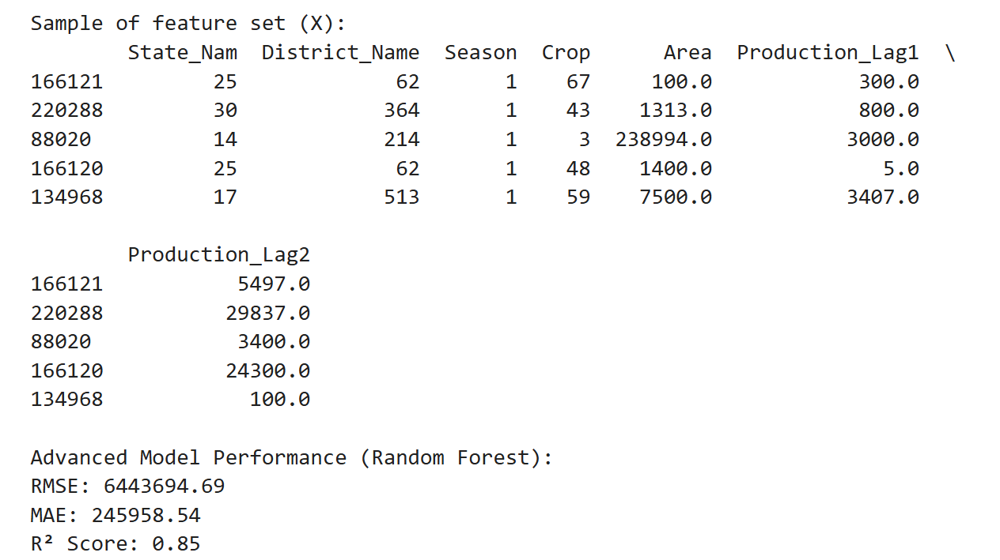 Sample of feature set (X):
State_Nam District_Name Season Crop Area Production_Lag1 \
166121 25 62 1 67 100.0 300.0
220288 30 364 1 43 1313.0 800.0
88020 14 214 1 3 238994.0 3000.0
166120 25 62 1 48 1400.0 5.0
134968 17 513 1 59 7500.0 3407.0
Production_Lag2
166121 5497.0
220288 29837.0
88020 3400.0
166120 24300.0
134968 100.0
Advanced Model Performance (Random Forest):
RMSE: 6443694.69
MAE: 245958.54
R² Score: 0.85